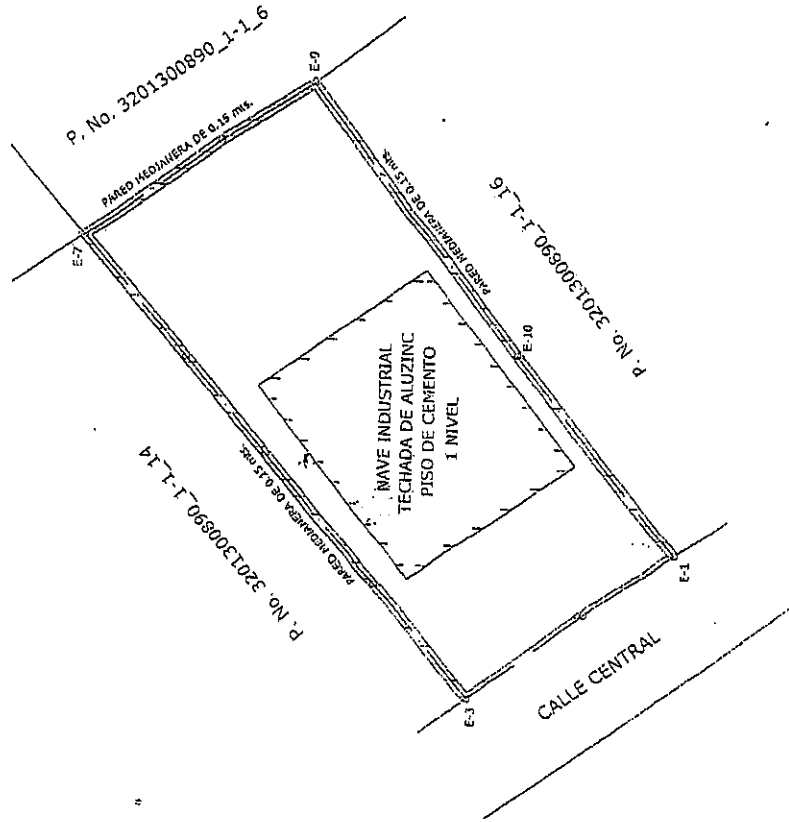 P. No. 3201300890_1-1_6
E-9
PARED MEDIANERA DE 0.15 mts.
E-7
PARED MEDIANERA DE 0.15 mts.
P. No. 3201300890_1-1_16
E-10
NAVE INDUSTRIAL
TECHADA DE ALUZINC
PISO DE CEMENTO
1 NIVEL
PARED MEDIANERA DE 0.15 mts.
P. No. 3201300890_1-1_14
E-1
E-3
CALLE CENTRAL